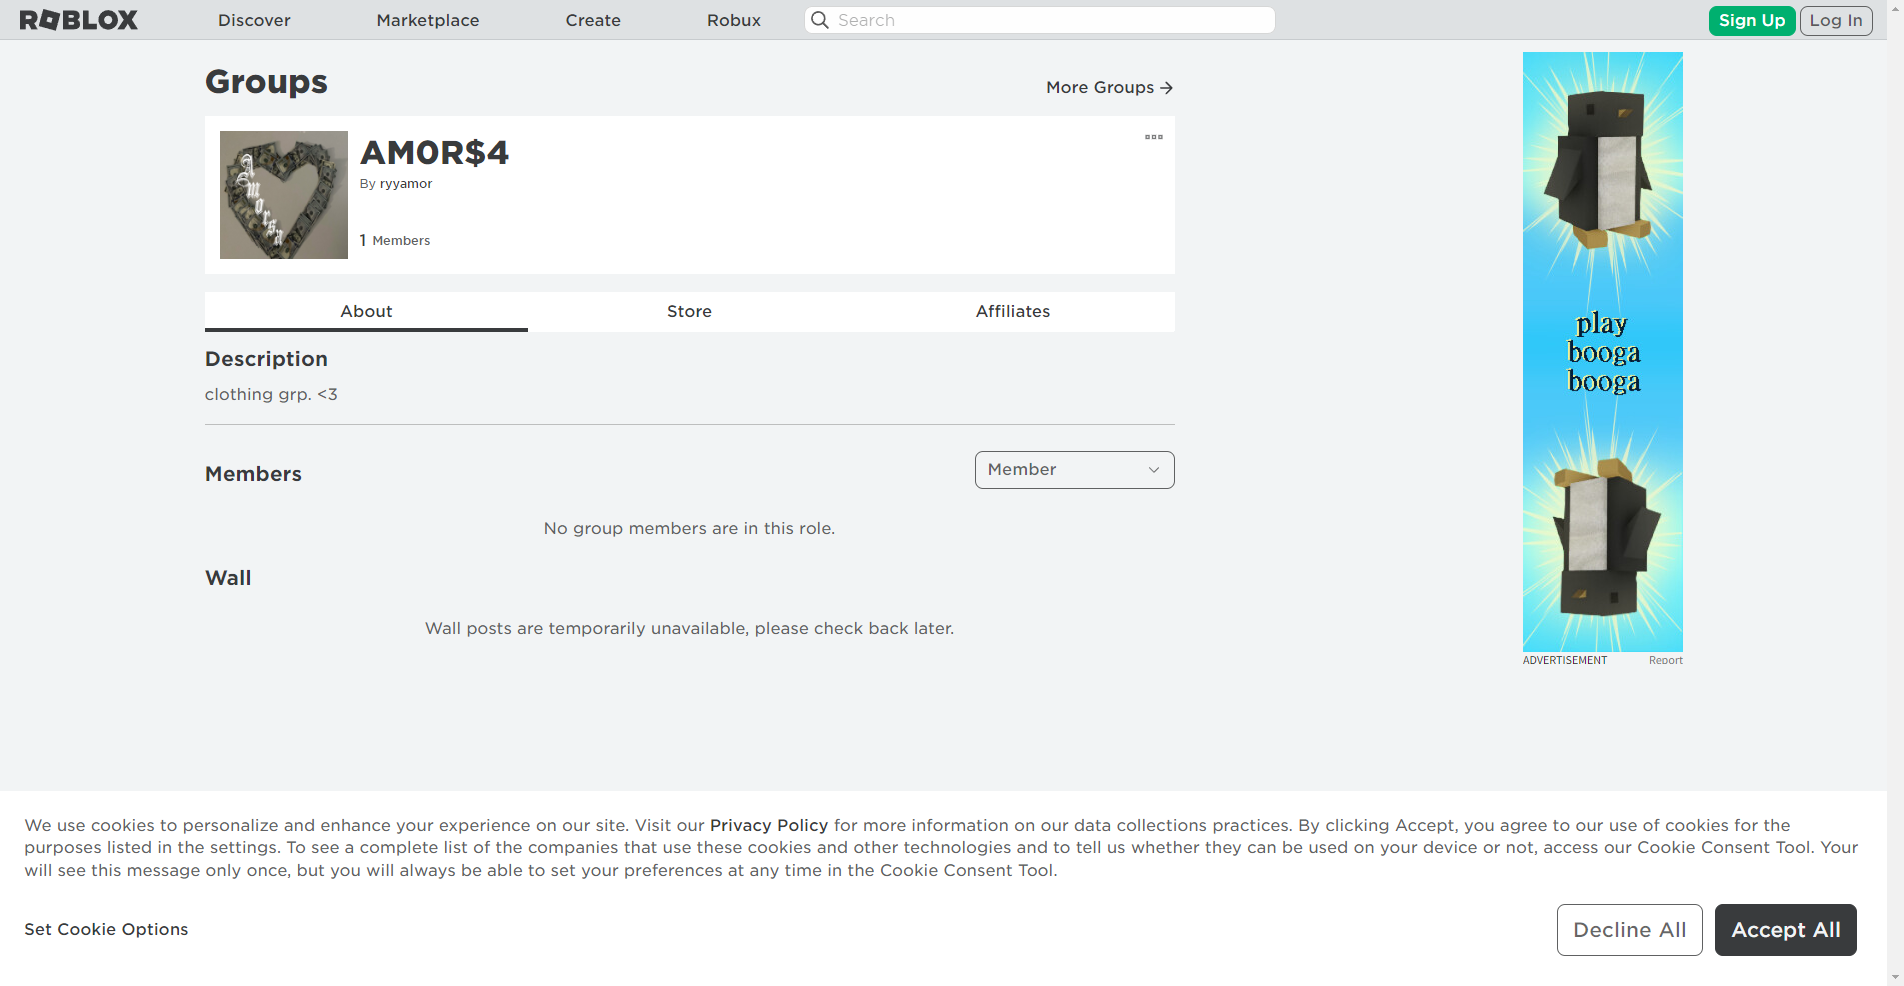 ROBLOX
Discover
Marketplace
Create
Robux
Search
Sign Up
Log In
Groups
More Groups
AM0R$4
By ryyamor
1 Members
Amorsa
About
Store
Affiliates
Description
clothing grp. <3
Members
Member
No group members are in this role.
Wall
Wall posts are temporarily unavailable, please check back later.
play
booga
booga
ADVERTISEMENT
Report
We use cookies to personalize and enhance your experience on our site. Visit our Privacy Policy for more information on our data collections practices. By clicking Accept, you agree to our use of cookies for the
purposes listed in the settings. To see a complete list of the companies that use these cookies and other technologies and to tell us whether they can be used on your device or not, access our Cookie Consent Tool. Your
will see this message only once, but you will always be able to set your preferences at any time in the Cookie Consent Tool.
Set Cookie Options
Decline All
Accept All